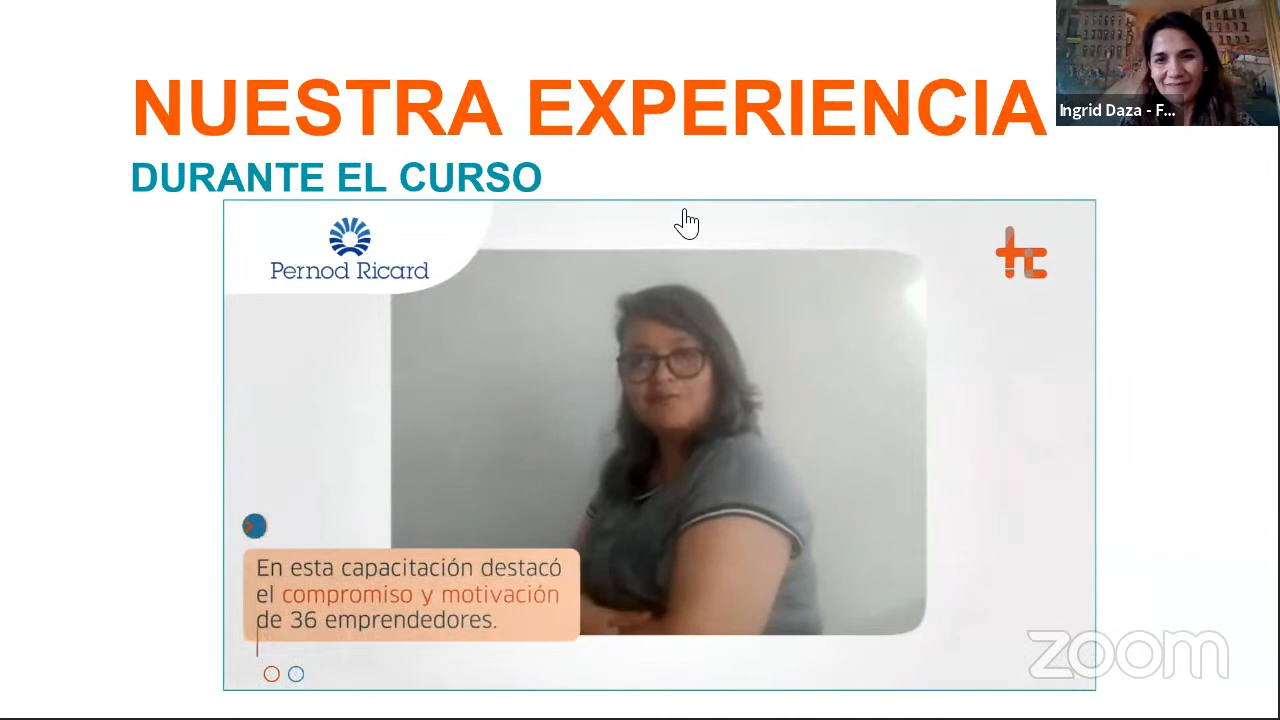 NUESTRA EXPERIENCIA
DURANTE EL CURSO
Ingrid Daza - F...
Pernod Ricard
tc
En esta capacitación destacó
el compromiso y motivación
de 36 emprendedores.
zoom